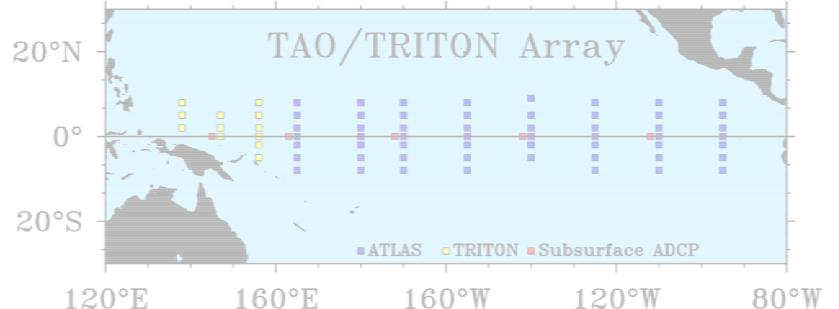 TAO/TRITON Array
20°N
0°
20°S
ATLAS TRITON Subsurface ADCP
120°E 160°E 160°W 120°W 80°W